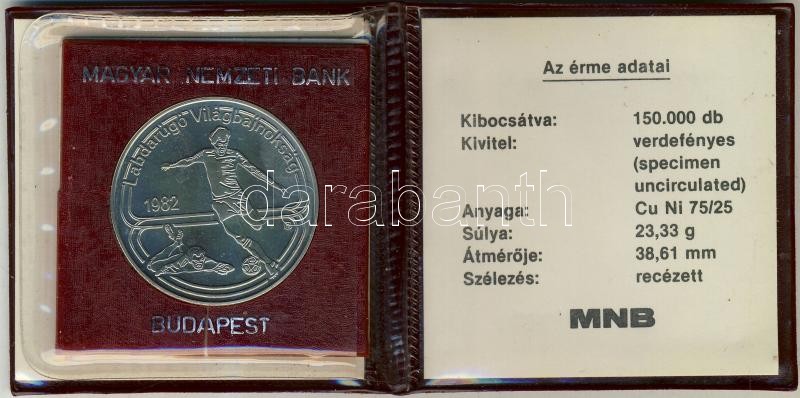 MAGYAR NEMZETI BANK
Labdarúgó Világbajnokság
1982
BUDAPEST
Az érme adatai
Kibocsátva: 150.000 db
Kivitel: verdefényes
(specimen
uncirculated)
Anyaga: Cu Ni 75/25
Súlya: 23,33 g
Átmérője: 38,61 mm
Szélezés: recézett
MNB
darabanth